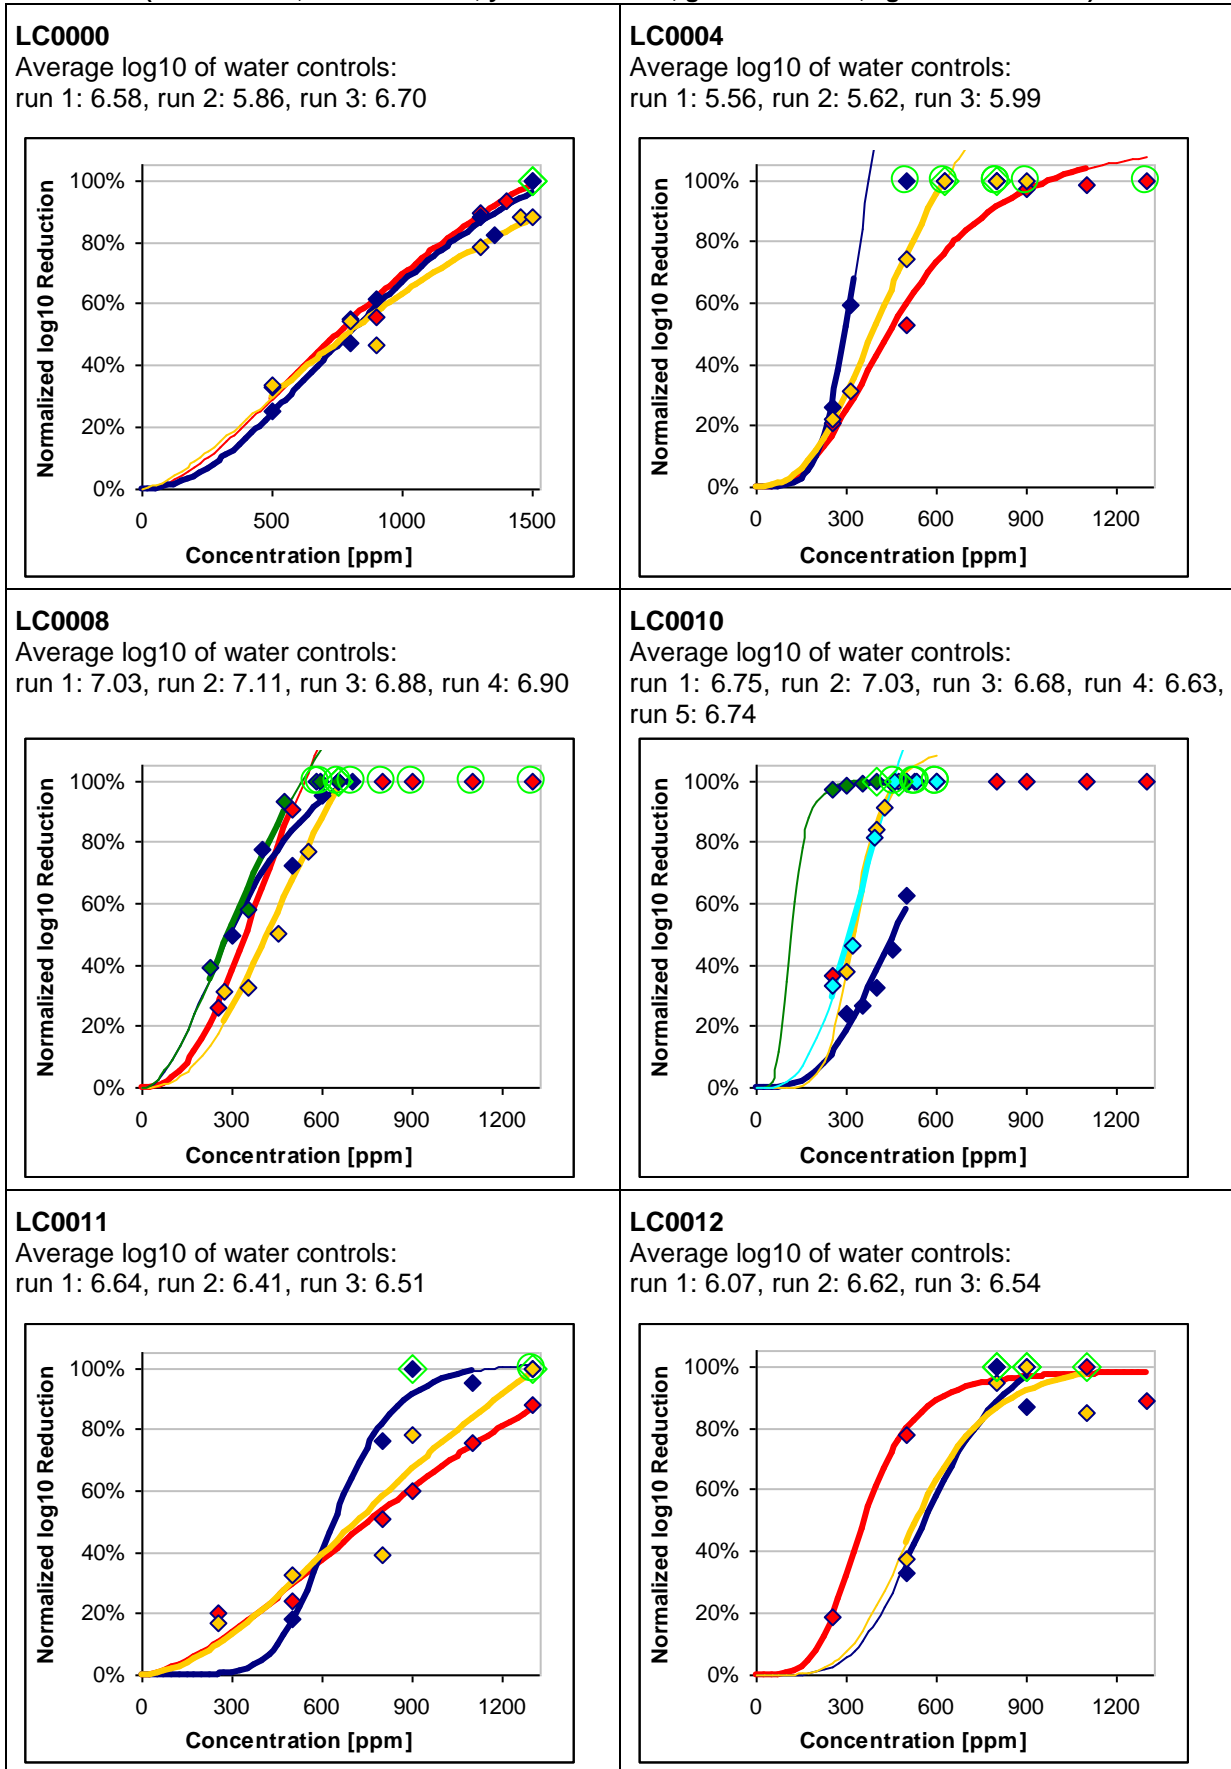 LC0000
Average log10 of water controls:
run 1: 6.58, run 2: 5.86, run 3: 6.70
Normalized log10 Reduction
100%
80%
60%
40%
20%
0%
0 500 1000 1500
Concentration [ppm]
LC0004
Average log10 of water controls:
run 1: 5.56, run 2: 5.62, run 3: 5.99
Normalized log10 Reduction
100%
80%
60%
40%
20%
0%
0 300 600 900 1200
Concentration [ppm]
LC0008
Average log10 of water controls:
run 1: 7.03, run 2: 7.11, run 3: 6.88, run 4: 6.90
Normalized log10 Reduction
100%
80%
60%
40%
20%
0%
0 300 600 900 1200
Concentration [ppm]
LC0010
Average log10 of water controls:
run 1: 6.75, run 2: 7.03, run 3: 6.68, run 4: 6.63,
run 5: 6.74
Normalized log10 Reduction
100%
80%
60%
40%
20%
0%
0 300 600 900 1200
Concentration [ppm]
LC0011
Average log10 of water controls:
run 1: 6.64, run 2: 6.41, run 3: 6.51
Normalized log10 Reduction
100%
80%
60%
40%
20%
0%
0 300 600 900 1200
Concentration [ppm]
LC0012
Average log10 of water controls:
run 1: 6.07, run 2: 6.62, run 3: 6.54
Normalized log10 Reduction
100%
80%
60%
40%
20%
0%
0 300 600 900 1200
Concentration [ppm]